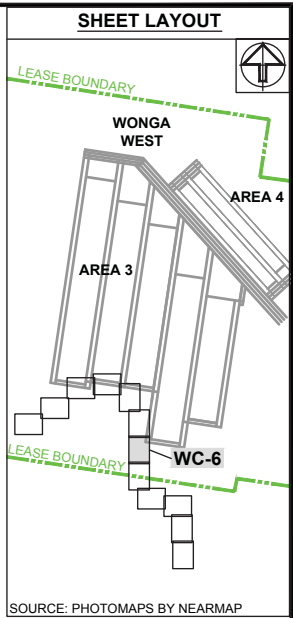 SHEET LAYOUT
LEASE BOUNDARY
WONGA
WEST
AREA 4
AREA 3
LEASE BOUNDARY
WC-6
SOURCE: PHOTOMAPS BY NEARMAP